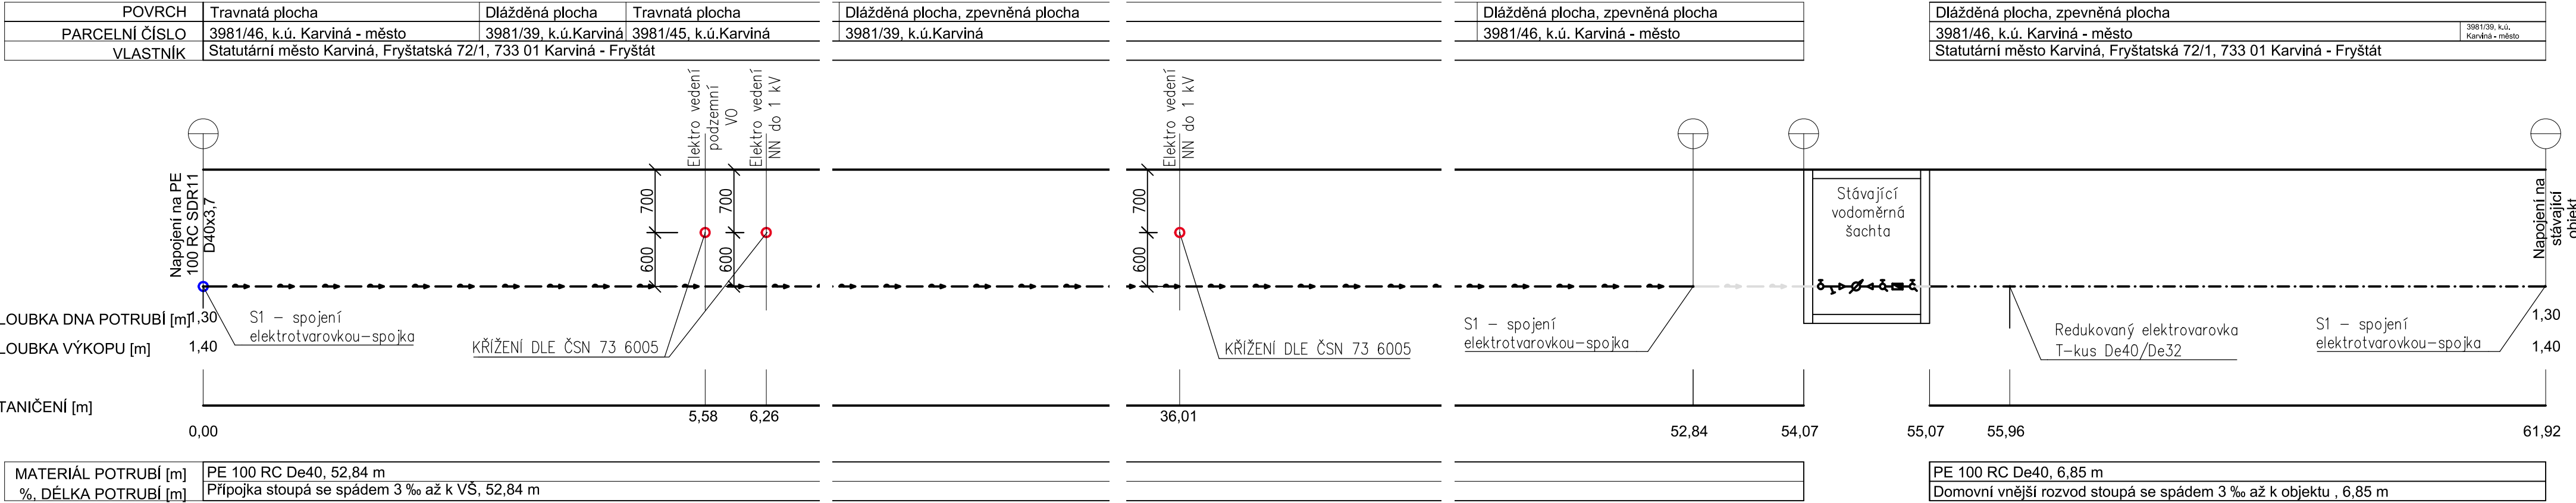 POVRCH
Travnatá plocha
Dlážděná plocha
Travnatá plocha
Dlážděná plocha, zpevněná plocha
Dlážděná plocha, zpevněná plocha
Dlážděná plocha, zpevněná plocha
PARCELNÍ ČÍSLO
3981/46, k.ú. Karviná - město
3981/39, k.ú.Karviná
3981/45, k.ú.Karviná
3981/39, k.ú.Karviná
3981/46, k.ú. Karviná - město
3981/46, k.ú. Karviná - město
3981/39, k.ú.
Karviná - město
VLASTNÍK
Statutární město Karviná, Fryštatská 72/1, 733 01 Karviná - Fryštát
Statutární město Karviná, Fryštatská 72/1, 733 01 Karviná - Fryštát
Elektro vedení
podzemní
VO
Elektro vedení
NN do 1 kV
Elektro vedení
NN do 1 kV
Napojení na PE
100 RC SDR11
D40x3,7
700
600
700
600
700
600
Stávající
vodoměrná
šachta
Napojení na
stávající
objekt
LOUBKA DNA POTRUBÍ [m]
1,30
1,30
LOUBKA VÝKOPU [m]
1,40
1,40
S1 - spojení
elektrotvarovkou-spojka
KŘÍŽENÍ DLE ČSN 73 6005
KŘÍŽENÍ DLE ČSN 73 6005
S1 - spojení
elektrotvarovkou-spojka
Redukovaný elektrovarovka
T-kus De40/De32
S1 - spojení
elektrotvarovkou-spojka
TANIČENÍ [m]
0,00
5,58
6,26
36,01
52,84
54,07
55,07
55,96
61,92
MATERIÁL POTRUBÍ [m]
PE 100 RC De40, 52,84 m
PE 100 RC De40, 6,85 m
%, DÉLKA POTRUBÍ [m]
Přípojka stoupá se spádem 3 ‰ až k VŠ, 52,84 m
Domovní vnější rozvod stoupá se spádem 3 ‰ až k objektu , 6,85 m